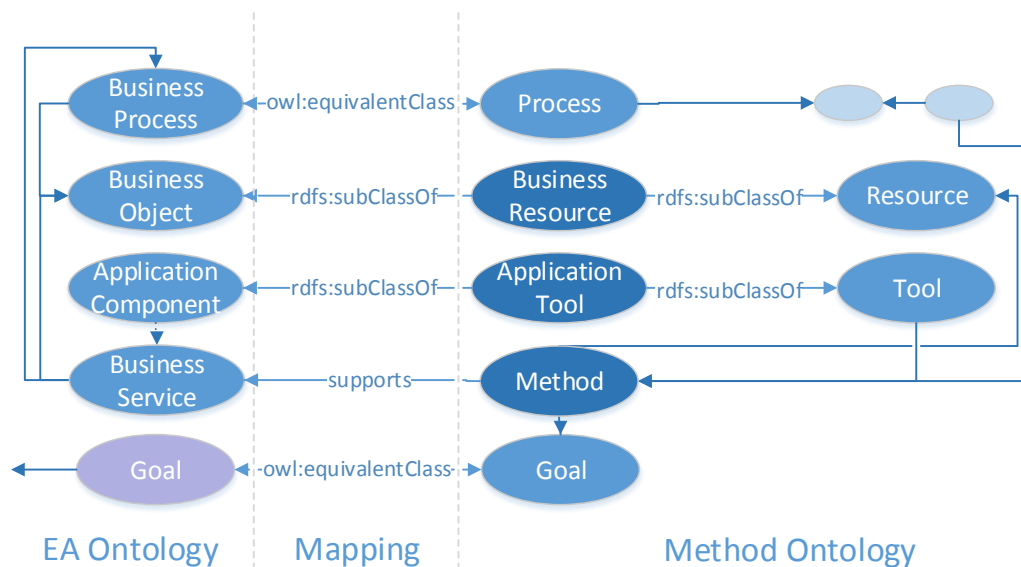 Business
Process
owl:equivalentClass
Process
Business
Object
rdfs:subClassOf
Business
Resource
rdfs:subClassOf
Resource
Application
Component
rdfs:subClassOf
Application
Tool
rdfs:subClassOf
Tool
Business
Service
supports
Method
Goal
owl:equivalentClass
Goal
EA Ontology
Mapping
Method Ontology